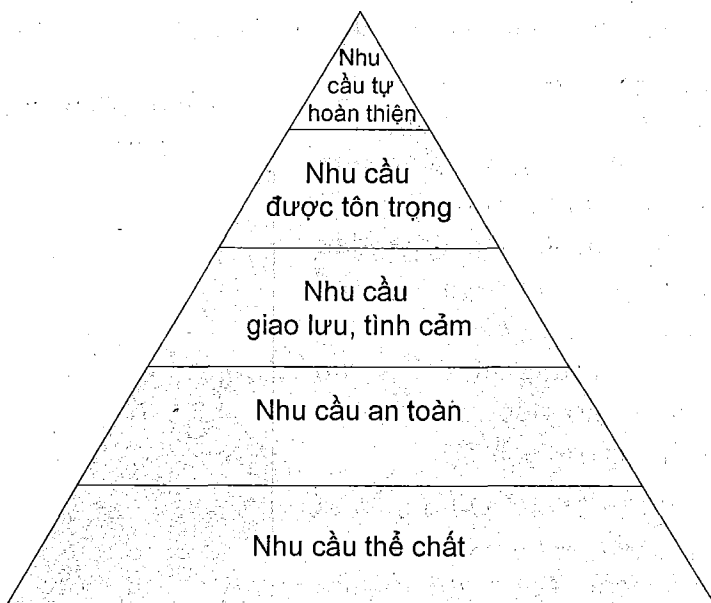 Nhu
cầu tự
hoàn thiện
Nhu cầu
được tôn trọng
Nhu cầu
giao lưu, tình cảm
Nhu cầu an toàn
Nhu cầu thể chất